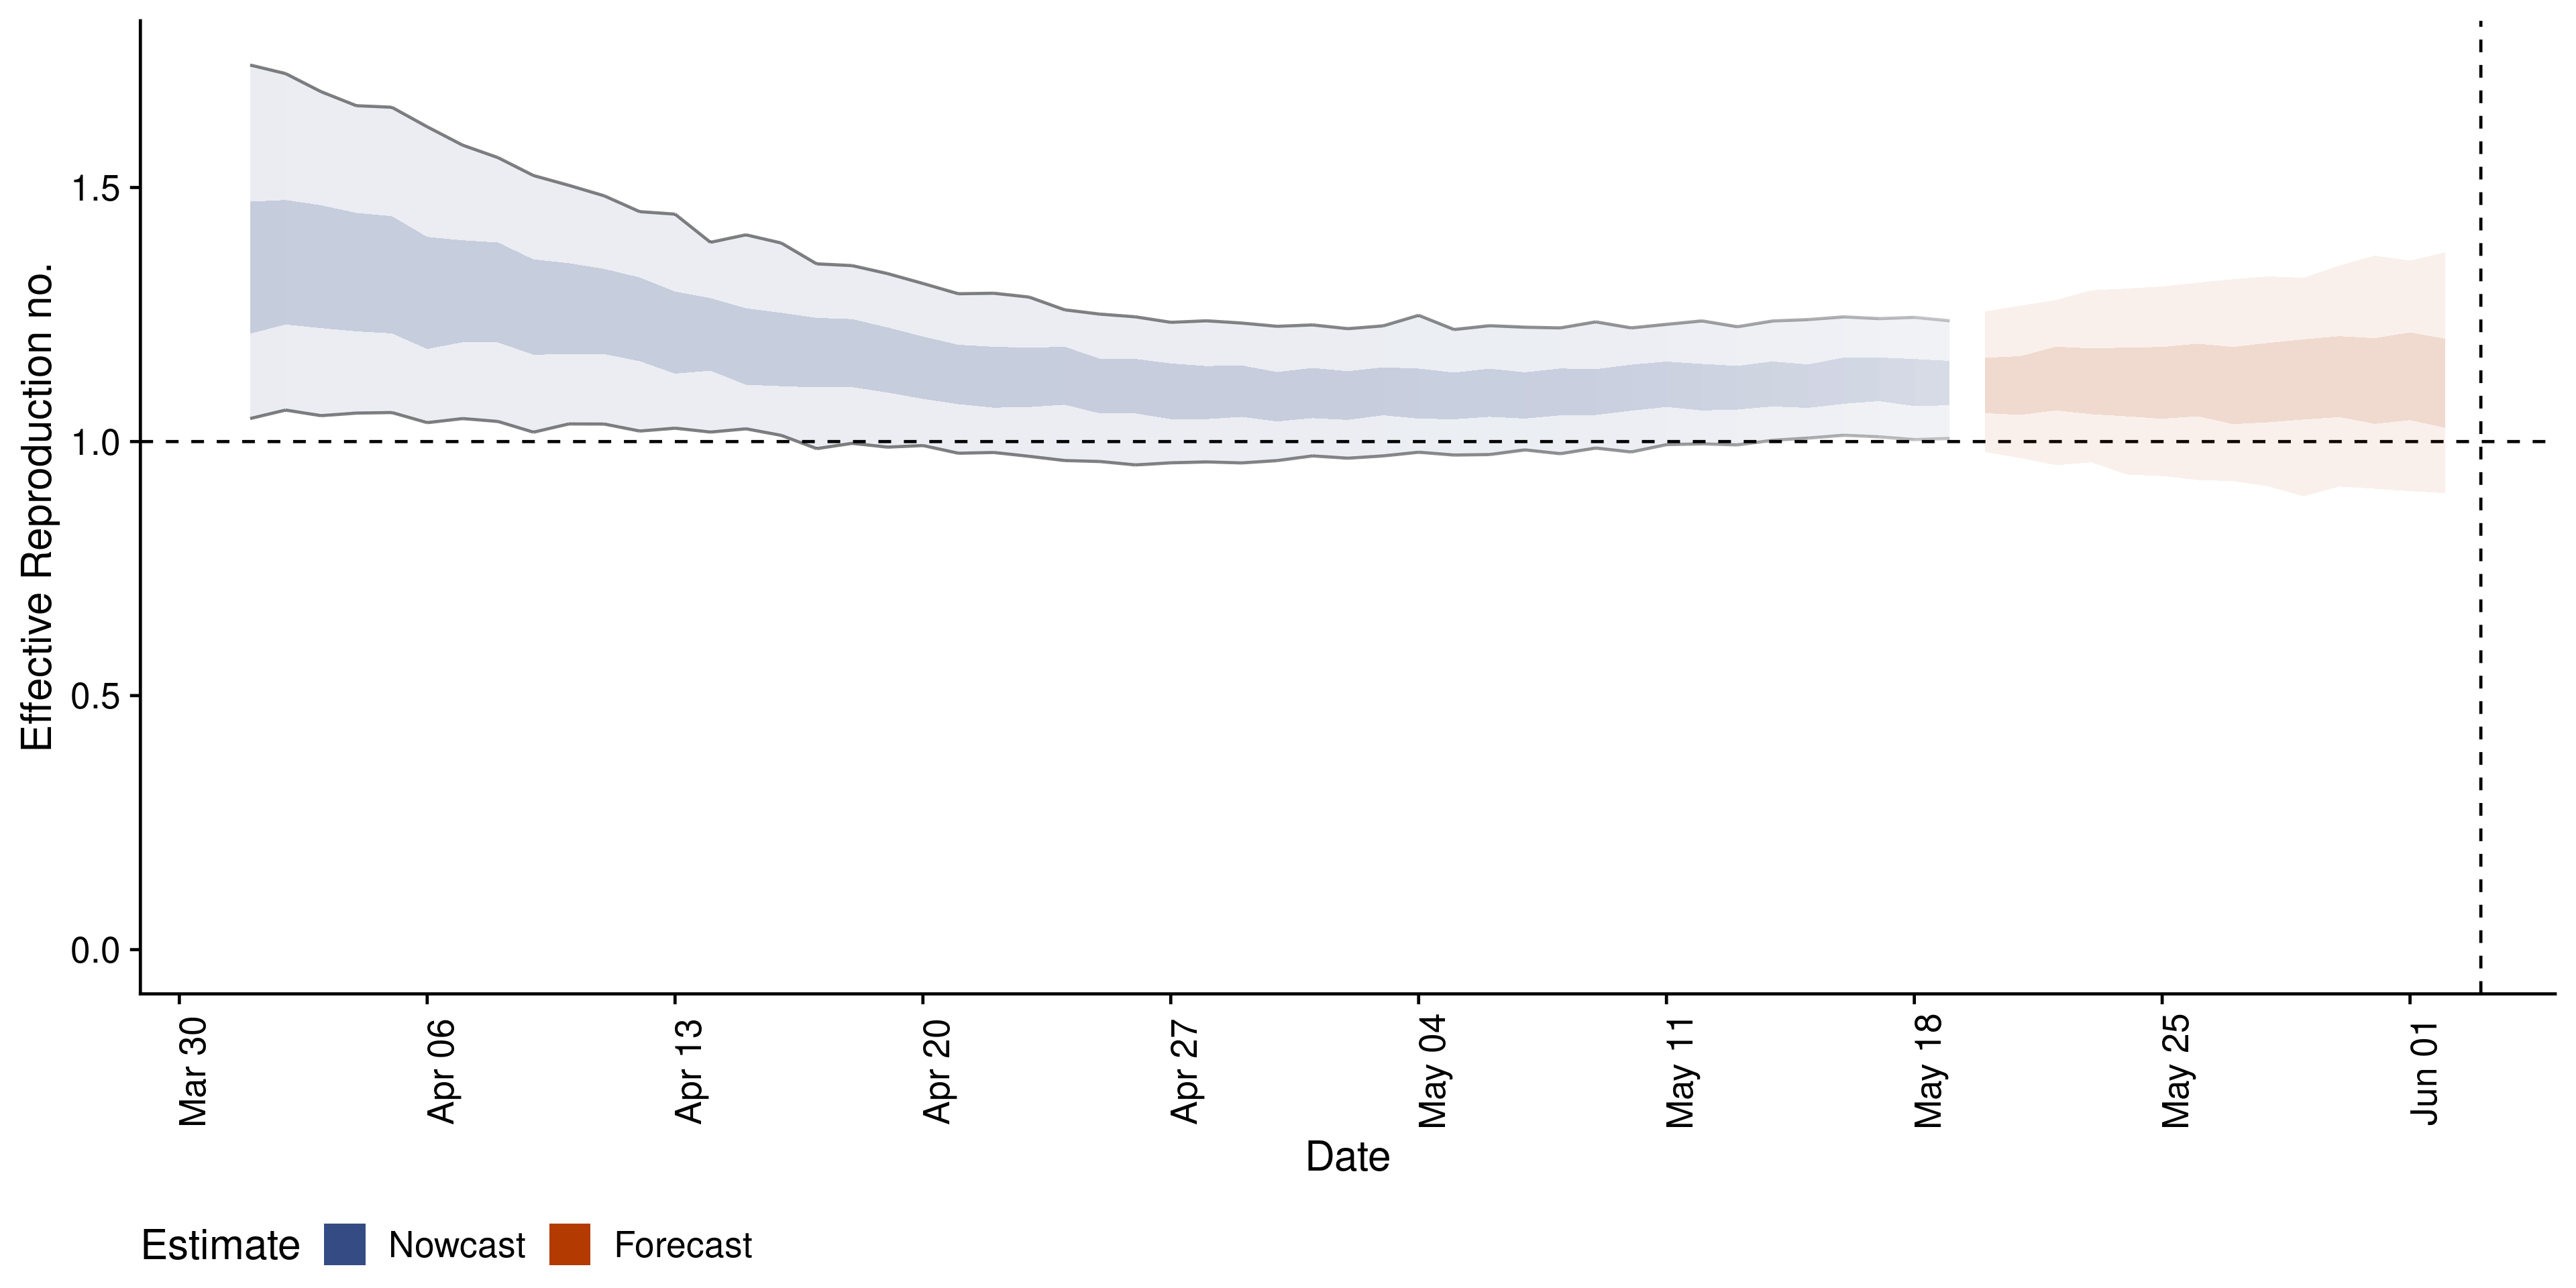 Effective Reproduction no.
1.5
1.0
0.5
0.0
Mar 30
Apr 06
Apr 13
Apr 20
Apr 27
May 04
May 11
May 18
May 25
Jun 01
Date
Estimate Nowcast Forecast